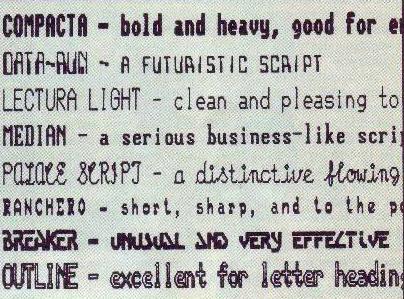 COMPACTA - bold and heavy, good for
DATA-RUN - A FUTURISTIC SCRIPT
LECTURA LIGHT - clean and pleasing to
MEDIAN - a serious business-like scrip
PALACE SCRIPT - a distinctive flowing
RANCHERO - short, sharp, and to the
BREAKER - UNUSUAL AND VERY EFFECTIVE
OUTLINE - excellent for letter heading